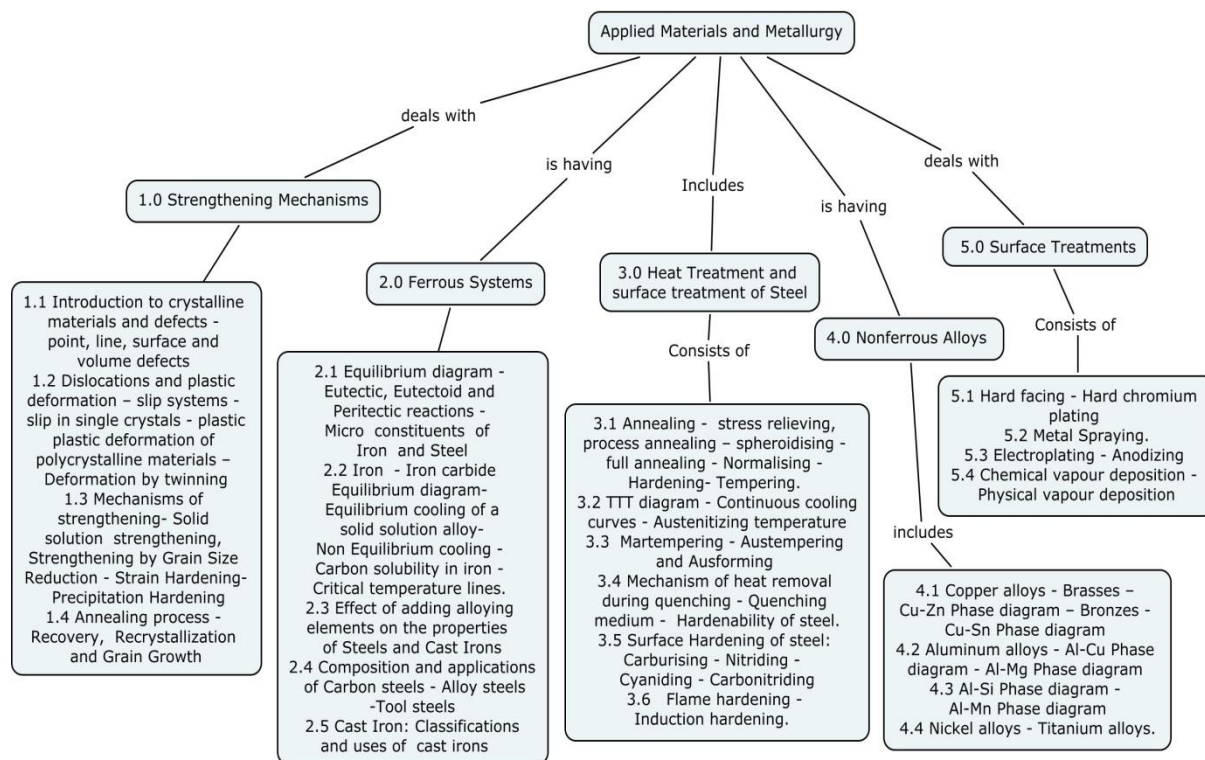 Applied Materials and Metallurgy
deals with
is having
Includes
is having
deals with
1.0 Strengthening Mechanisms
1.1 Introduction to crystalline
materials and defects -
point, line, surface and
volume defects
1.2 Dislocations and plastic
deformation – slip systems -
slip in single crystals - plastic
plastic deformation of
polycrystalline materials –
Deformation by twinning
1.3 Mechanisms of
strengthening- Solid
solution strengthening,
Strengthening by Grain Size
Reduction - Strain Hardening-
Precipitation Hardening
1.4 Annealing process -
Recovery, Recrystallization
and Grain Growth
2.0 Ferrous Systems
2.1 Equilibrium diagram -
Eutectic, Eutectoid and
Peritectic reactions -
Micro constituents of
Iron and Steel
2.2 Iron - Iron carbide
Equilibrium diagram-
Equilibrium cooling of a
solid solution alloy-
Non Equilibrium cooling -
Carbon solubility in iron -
Critical temperature lines.
2.3 Effect of adding alloying
elements on the properties
of Steels and Cast Irons
2.4 Composition and applications
of Carbon steels - Alloy steels
-Tool steels
2.5 Cast Iron: Classifications
and uses of cast irons
3.0 Heat Treatment and
surface treatment of Steel
Consists of
3.1 Annealing - stress relieving,
process annealing – spheroidising -
full annealing - Normalising -
Hardening- Tempering.
3.2 TTT diagram - Continuous cooling
curves - Austenitizing temperature
3.3 Martempering - Austempering
and Ausforming
3.4 Mechanism of heat removal
during quenching - Quenching
medium - Hardenability of steel.
3.5 Surface Hardening of steel:
Carburising - Nitriding -
Cyaniding - Carbonitriding
3.6 Flame hardening -
Induction hardening.
4.0 Nonferrous Alloys
includes
4.1 Copper alloys - Brasses –
Cu-Zn Phase diagram – Bronzes -
Cu-Sn Phase diagram
4.2 Aluminum alloys - Al-Cu Phase
diagram - Al-Mg Phase diagram
4.3 Al-Si Phase diagram -
Al-Mn Phase diagram
4.4 Nickel alloys - Titanium alloys.
5.0 Surface Treatments
Consists of
5.1 Hard facing - Hard chromium
plating
5.2 Metal Spraying.
5.3 Electroplating - Anodizing
5.4 Chemical vapour deposition -
Physical vapour deposition